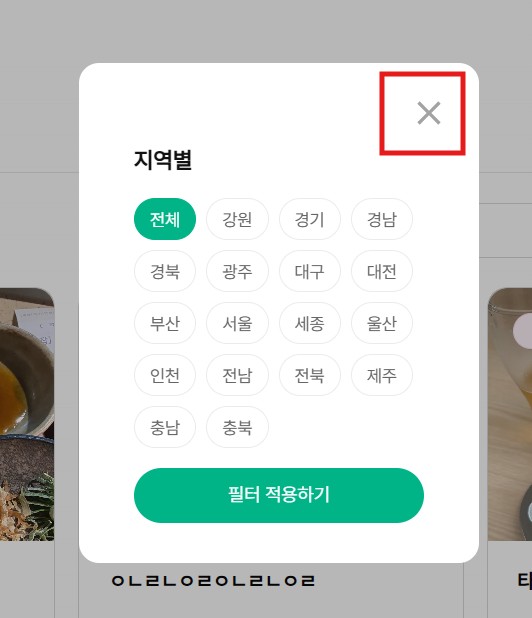 지역별
전체 강원 경기 경남
경북 광주 대구 대전
부산 서울 세종 울산
인천 전남 전북 제주
충남 충북
필터 적용하기
ㅇㄴㄹㄴㅇㄹㅇㄴㄹㄴㅇㄹ